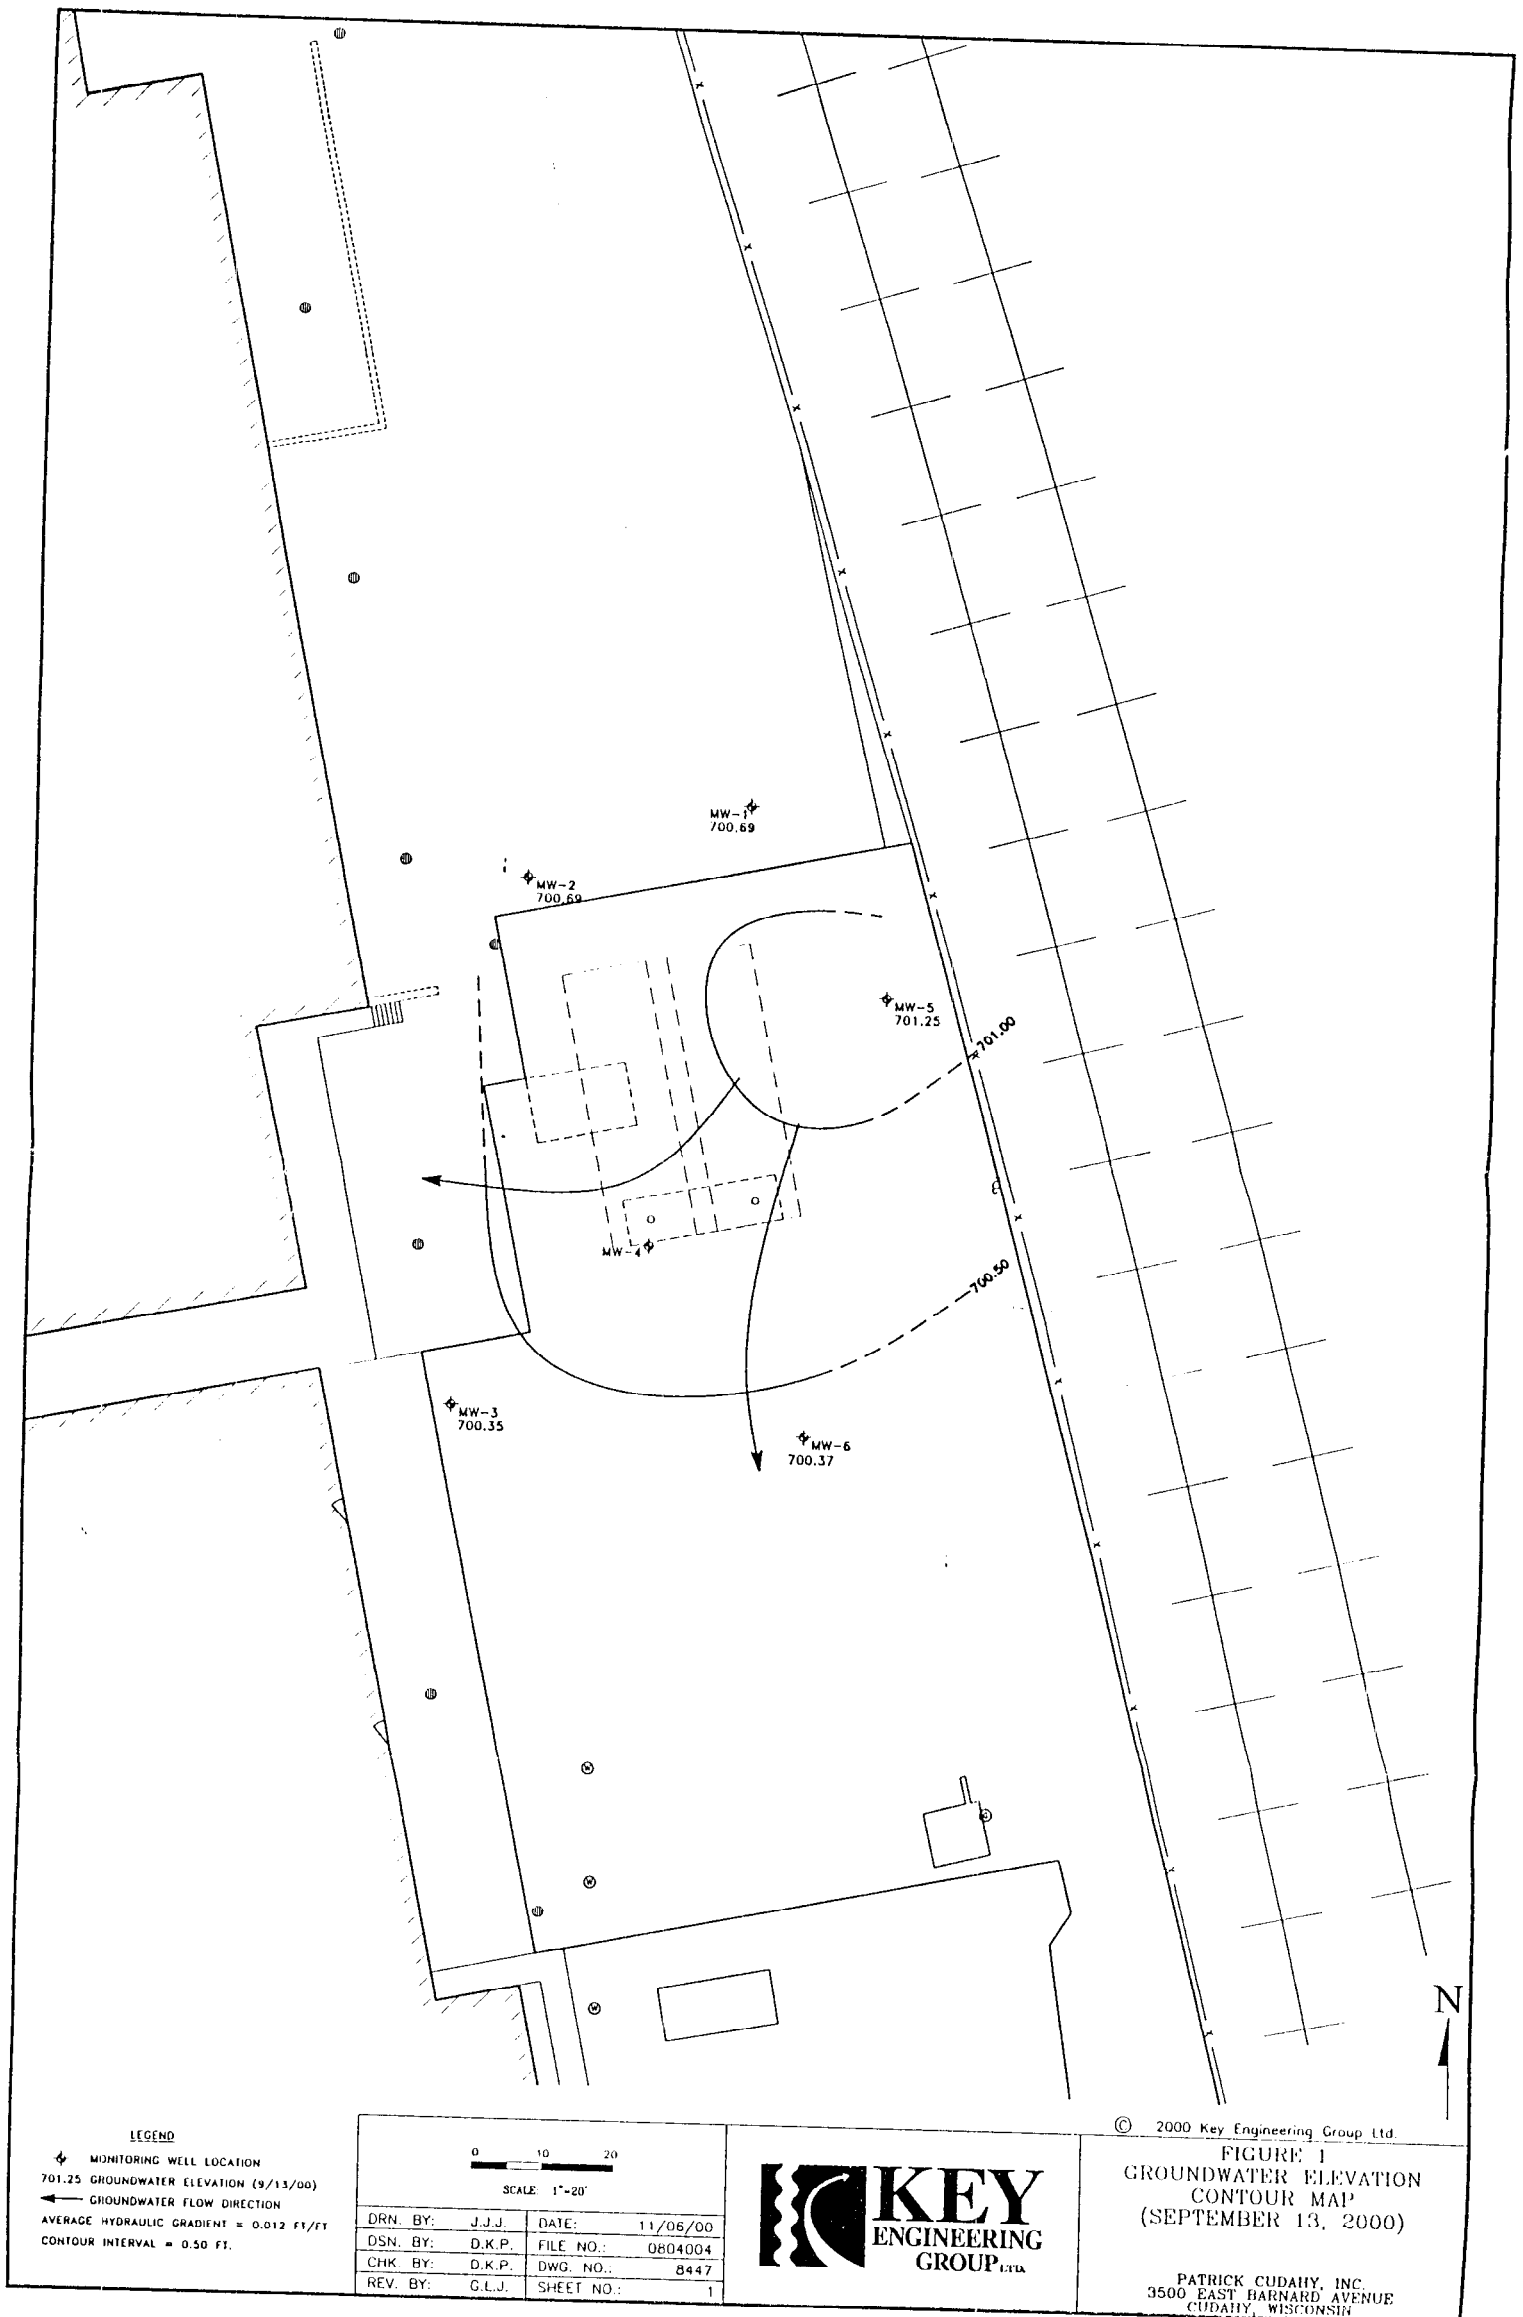 MW-1
700.69
MW-2
700.69
MW-5
701.25
701.00
MW-4
700.50
MW-3
700.35
MW-6
700.37
W
W
W
N
LEGEND
MONITORING WELL LOCATION
701.25 GROUNDWATER ELEVATION (9/13/00)
GROUNDWATER FLOW DIRECTION
AVERAGE HYDRAULIC GRADIENT = 0.012 FT/FT
CONTOUR INTERVAL = 0.50 FT.
0 10 20
SCALE: 1"=20'
DRN. BY: J.J.J. DATE: 11/06/00
DSN. BY: D.K.P. FILE NO.: 0804004
CHK. BY: D.K.P. DWG. NO.: 8447
REV. BY: G.L.J. SHEET NO.: 1
KEY
ENGINEERING
GROUP LTD.
© 2000 Key Engineering Group Ltd.
FIGURE 1
GROUNDWATER ELEVATION
CONTOUR MAP
(SEPTEMBER 13, 2000)
PATRICK CUDAHY, INC.
3500 EAST BARNARD AVENUE
CUDAHY, WISCONSIN